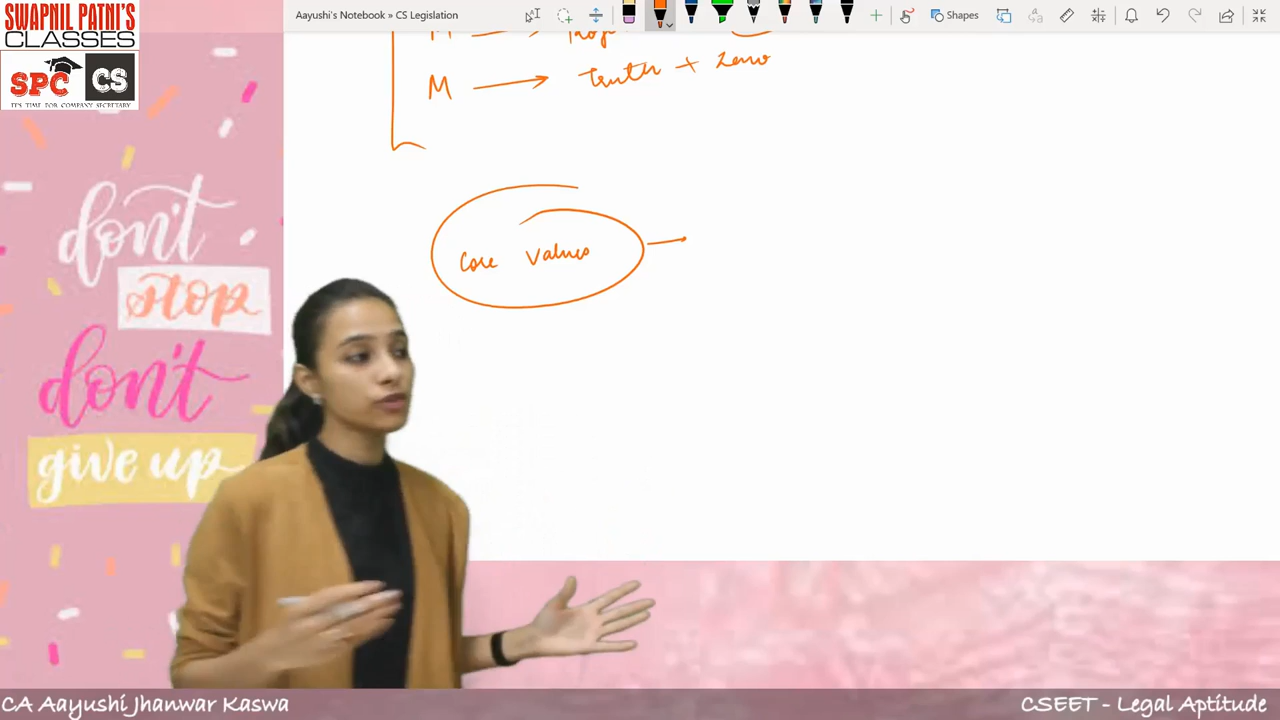 SWAPNIL PATNI'S
CLASSES
SPC CS
IT'S TIME FOR COMPANY SECRETARY
Aayushi's Notebook » CS Legislation
Shapes
M
M → Truth +
Core Values
don't
stop
don't
give up
CA Aayushi Jhanwar Kaswa
CSEET - Legal Aptitude